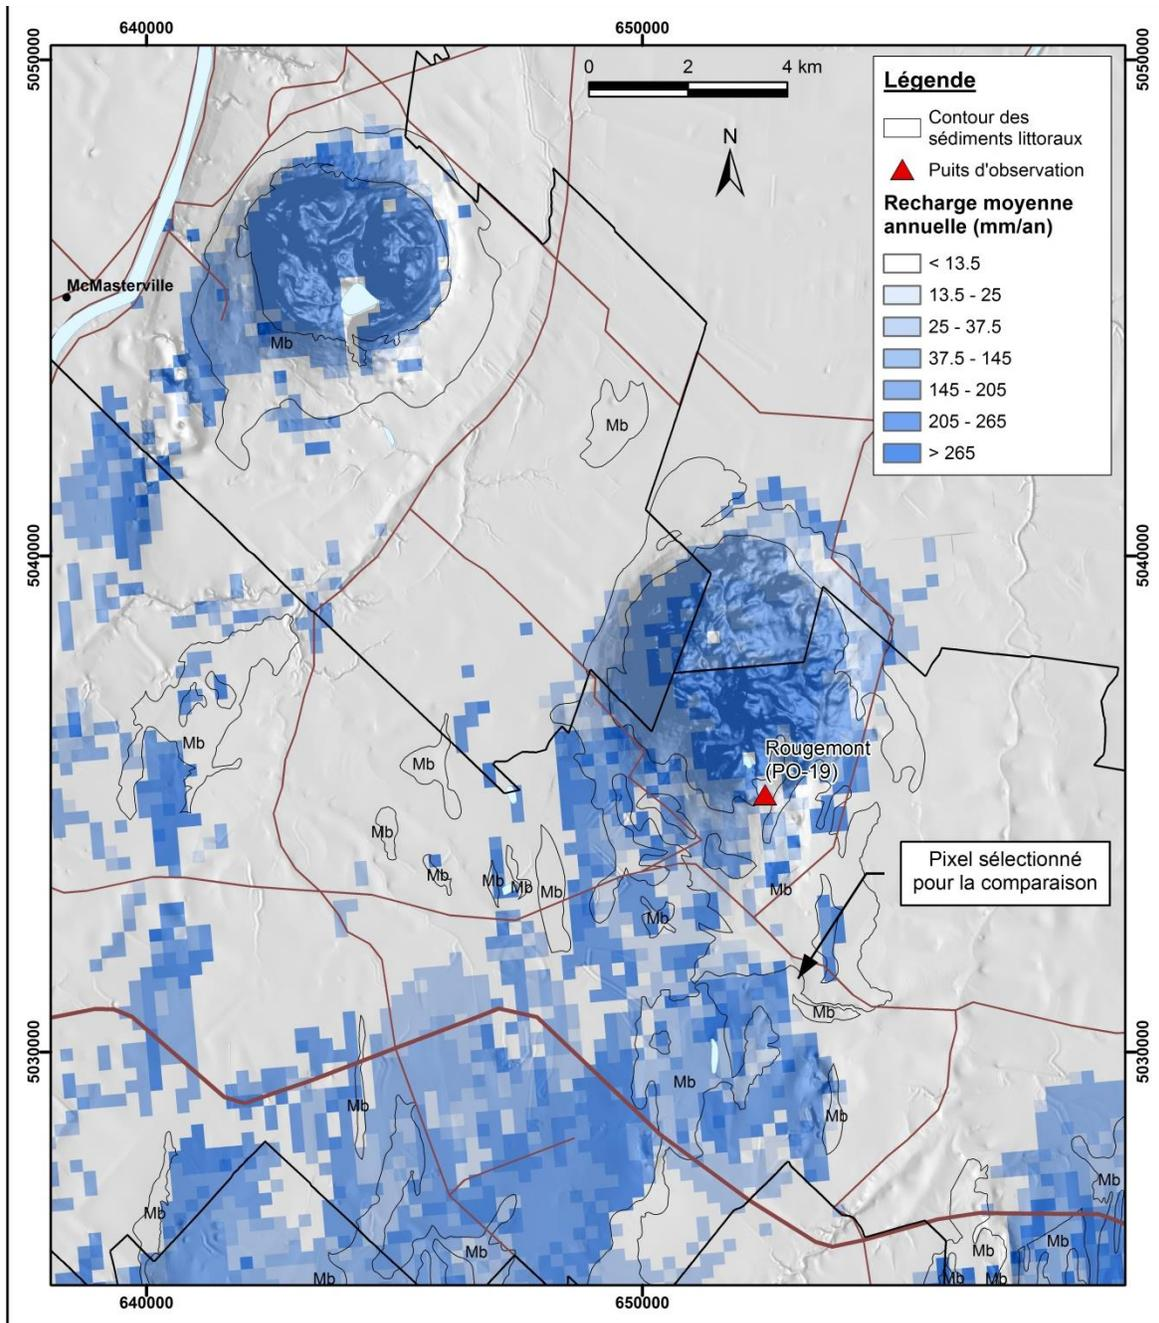 640000
650000
5050000
5050000
0 2 4 km
N
Légende
Contour des
sédiments littoraux
Puits d'observation
Recharge moyenne
annuelle (mm/an)
< 13.5
13.5 - 25
25 - 37.5
37.5 - 145
145 - 205
205 - 265
> 265
McMasterville
Mb
Mb
5040000
5040000
Mb
Mb
Rougemont
(PO-19)
Mb
Mb
Mb
Mb
Mb
Mb
Mb
Pixel sélectionné
pour la comparaison
Mb
5030000
5030000
Mb
Mb
Mb
Mb
Mb
Mb
Mb
Mb
Mb
Mb
Mb
640000
650000